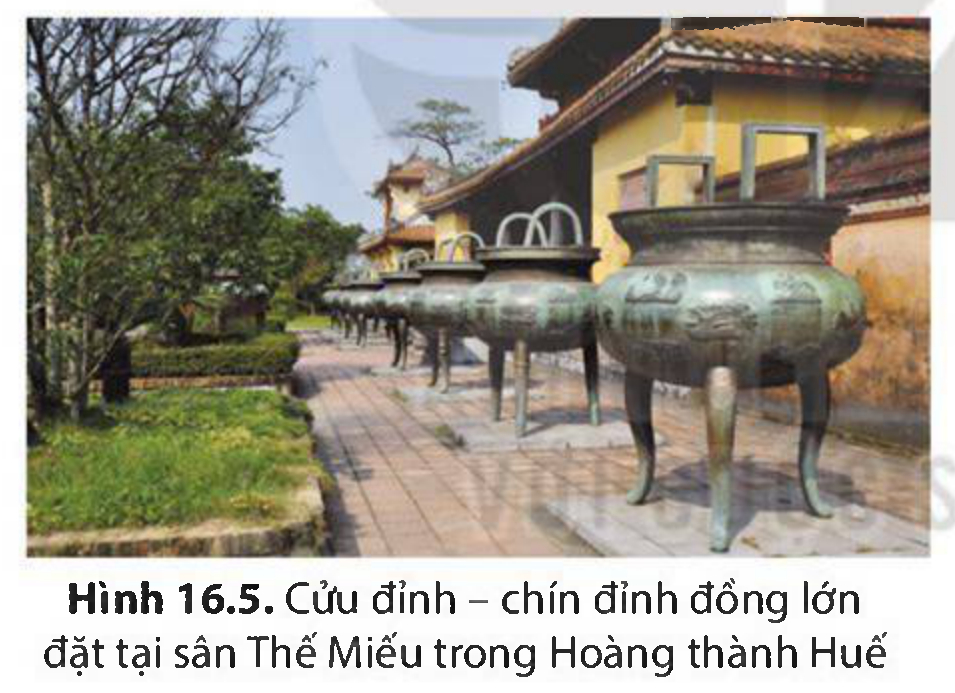 Hình 16.5. Cửu đỉnh – chín đỉnh đồng lớn
đặt tại sân Thế Miếu trong Hoàng thành Huế